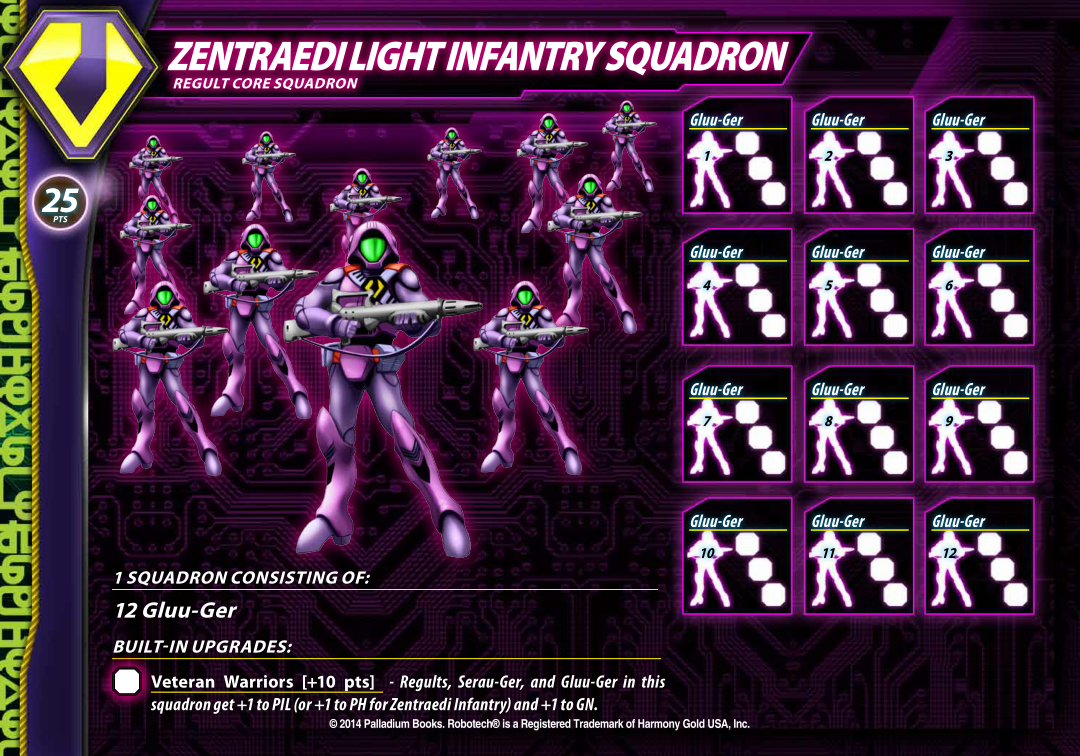 ZENTRAEDI LIGHT INFANTRY SQUADRON
REGULT CORE SQUADRON
25
PTS
Gluu-Ger
1
Gluu-Ger
2
Gluu-Ger
3
Gluu-Ger
4
Gluu-Ger
5
Gluu-Ger
6
Gluu-Ger
7
Gluu-Ger
8
Gluu-Ger
9
Gluu-Ger
10
Gluu-Ger
11
Gluu-Ger
12
1 SQUADRON CONSISTING OF:
12 Gluu-Ger
BUILT-IN UPGRADES:
Veteran Warriors [+10 pts] - Regults, Serau-Ger, and Gluu-Ger in this
squadron get +1 to PIL (or +1 to PH for Zentraedi Infantry) and +1 to GN.
© 2014 Palladium Books. Robotech® is a Registered Trademark of Harmony Gold USA, Inc.